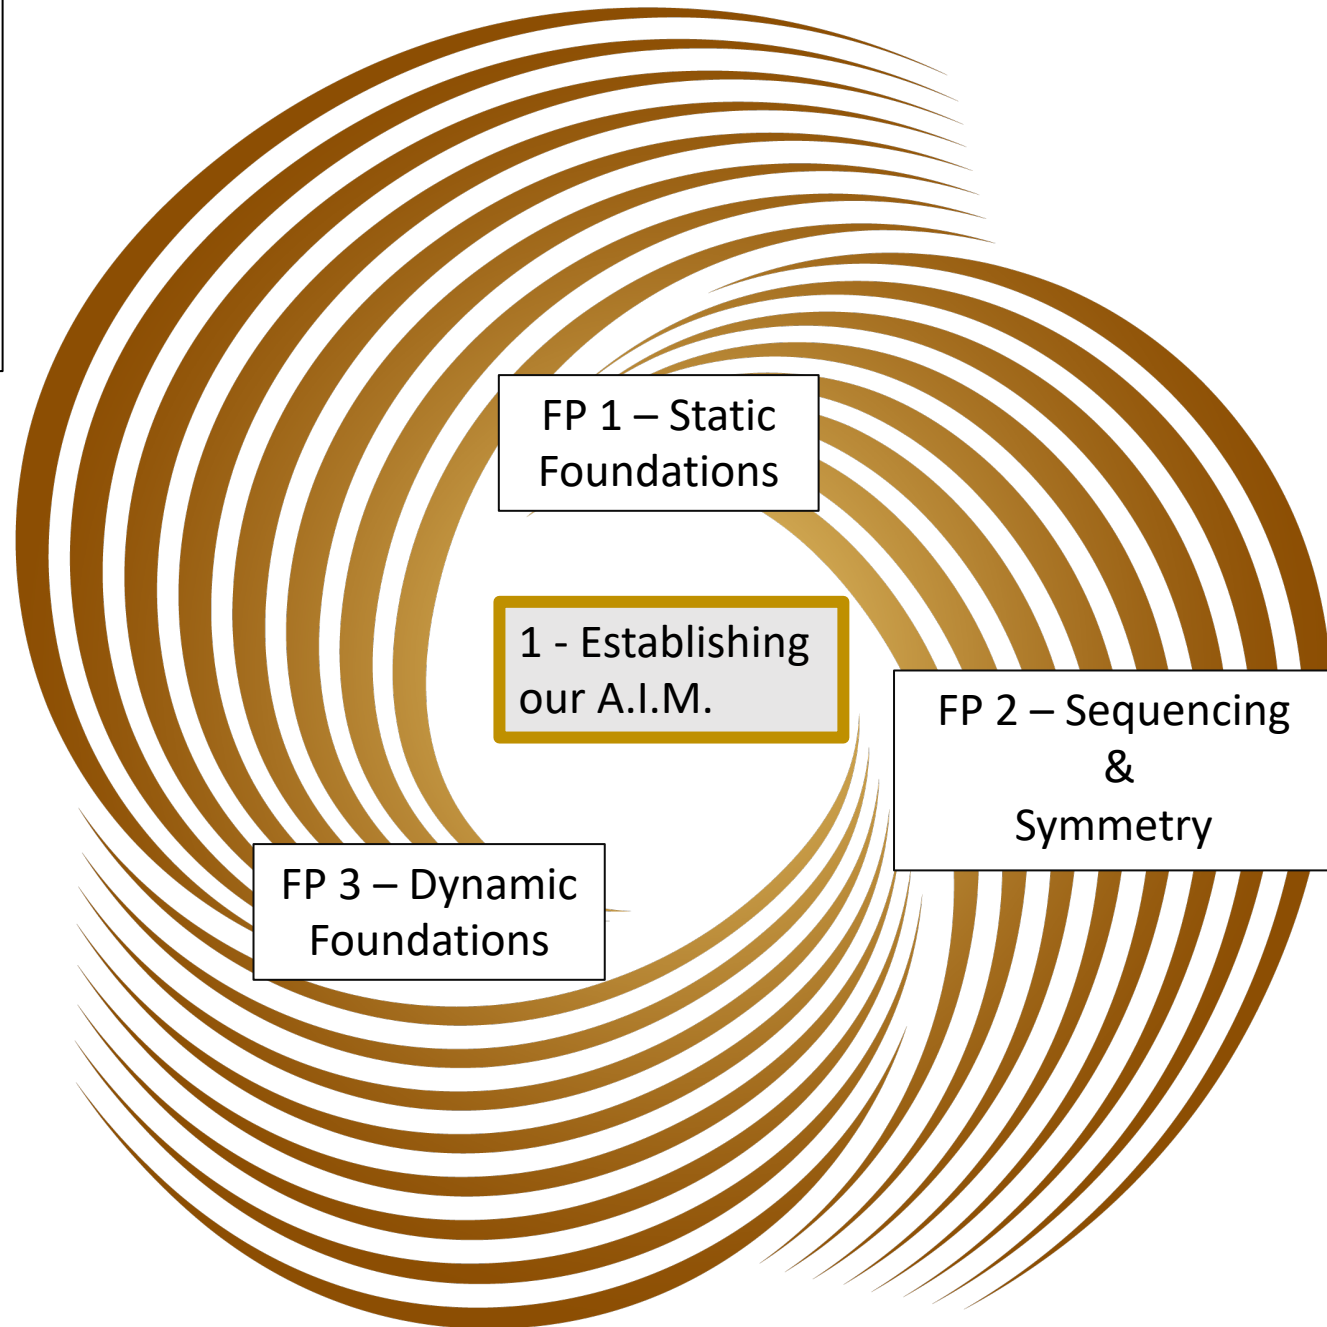 FP 1 – Static
Foundations
1 - Establishing
our A.I.M.
FP 2 – Sequencing
&
Symmetry
FP 3 – Dynamic
Foundations